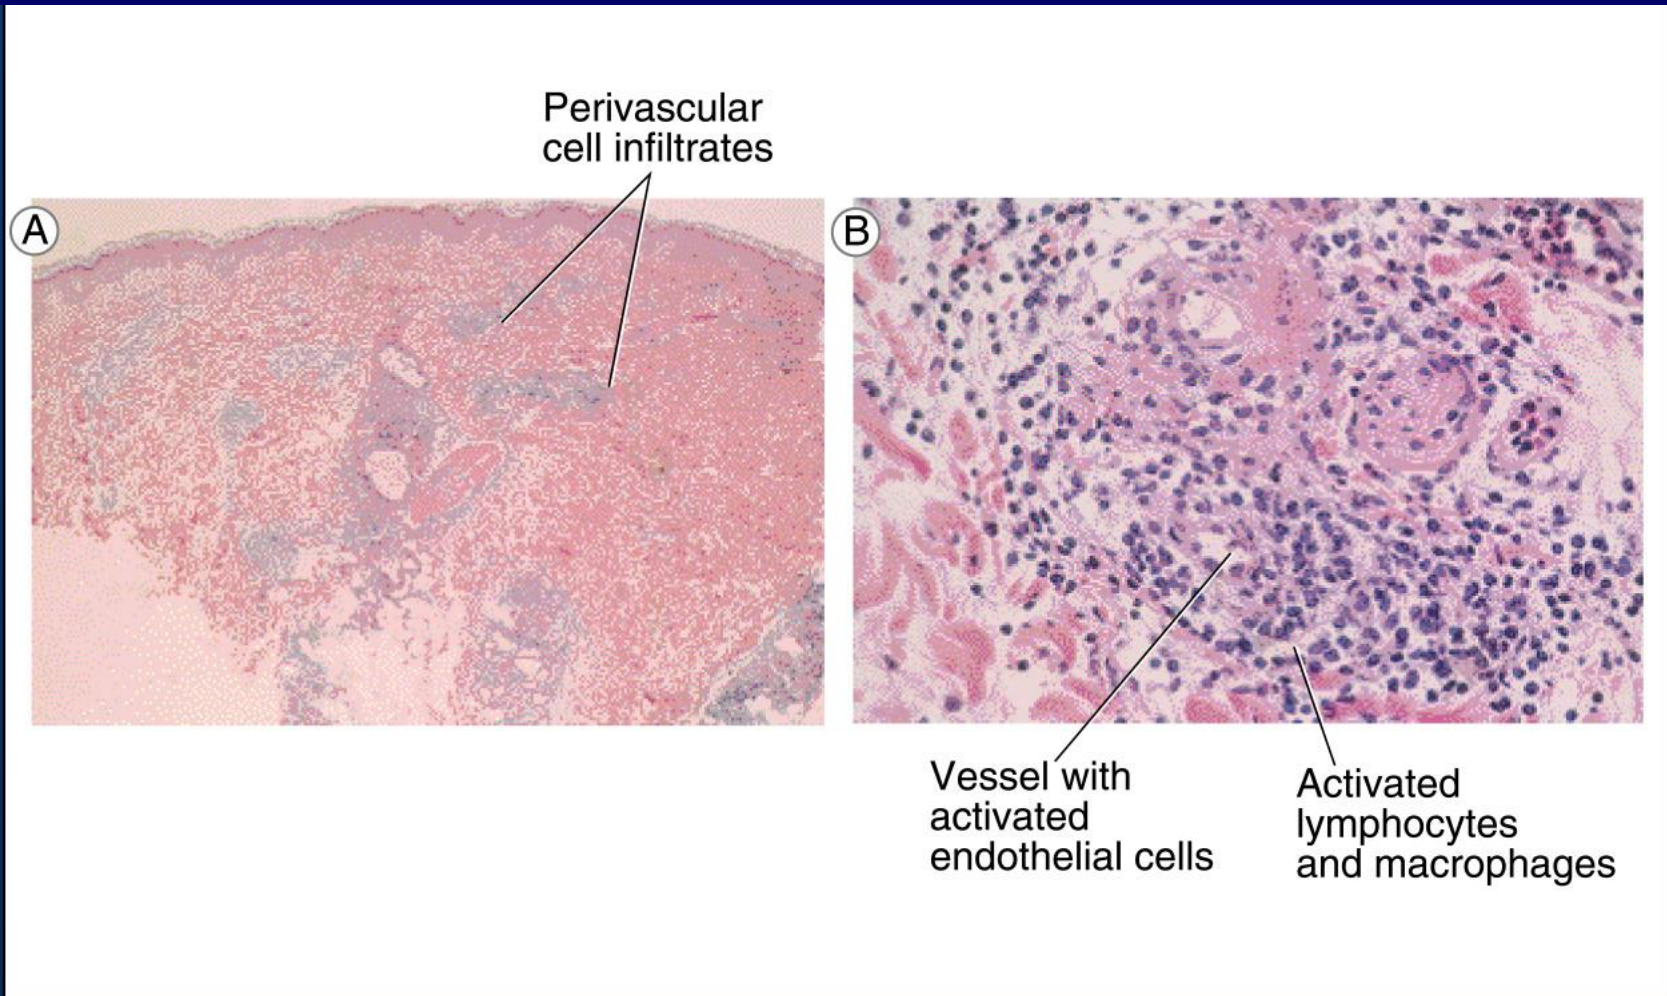 Perivascular
cell infiltrates
A
B
Vessel with
activated
endothelial cells
Activated
lymphocytes
and macrophages